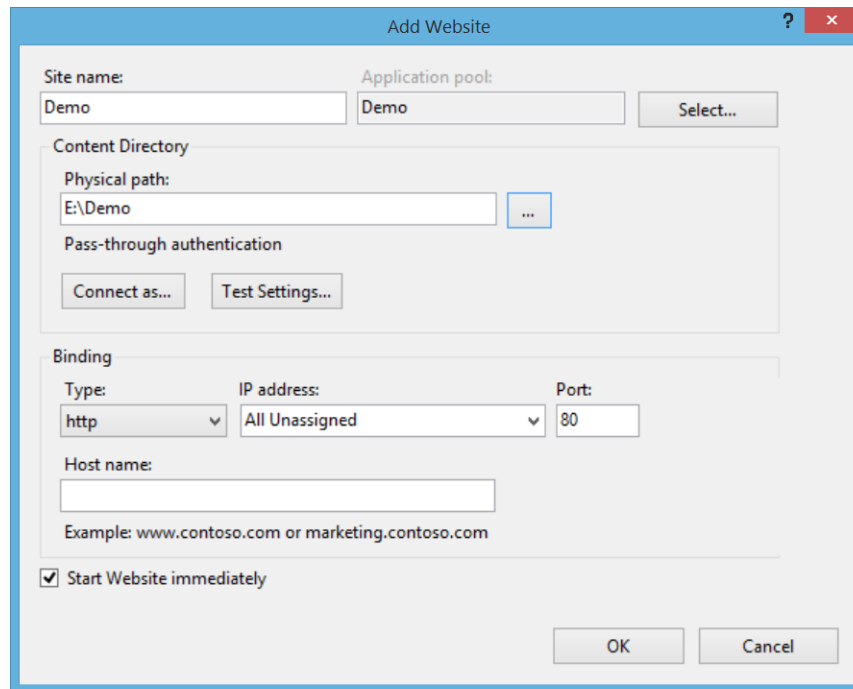 Add Website
?
Site name:
Application pool:
Demo
Demo
Select...
Content Directory
Physical path:
E:\Demo
...
Pass-through authentication
Connect as...
Test Settings...
Binding
Type:
IP address:
Port:
http
All Unassigned
80
Host name:
Example: www.contoso.com or marketing.contoso.com
Start Website immediately
OK
Cancel